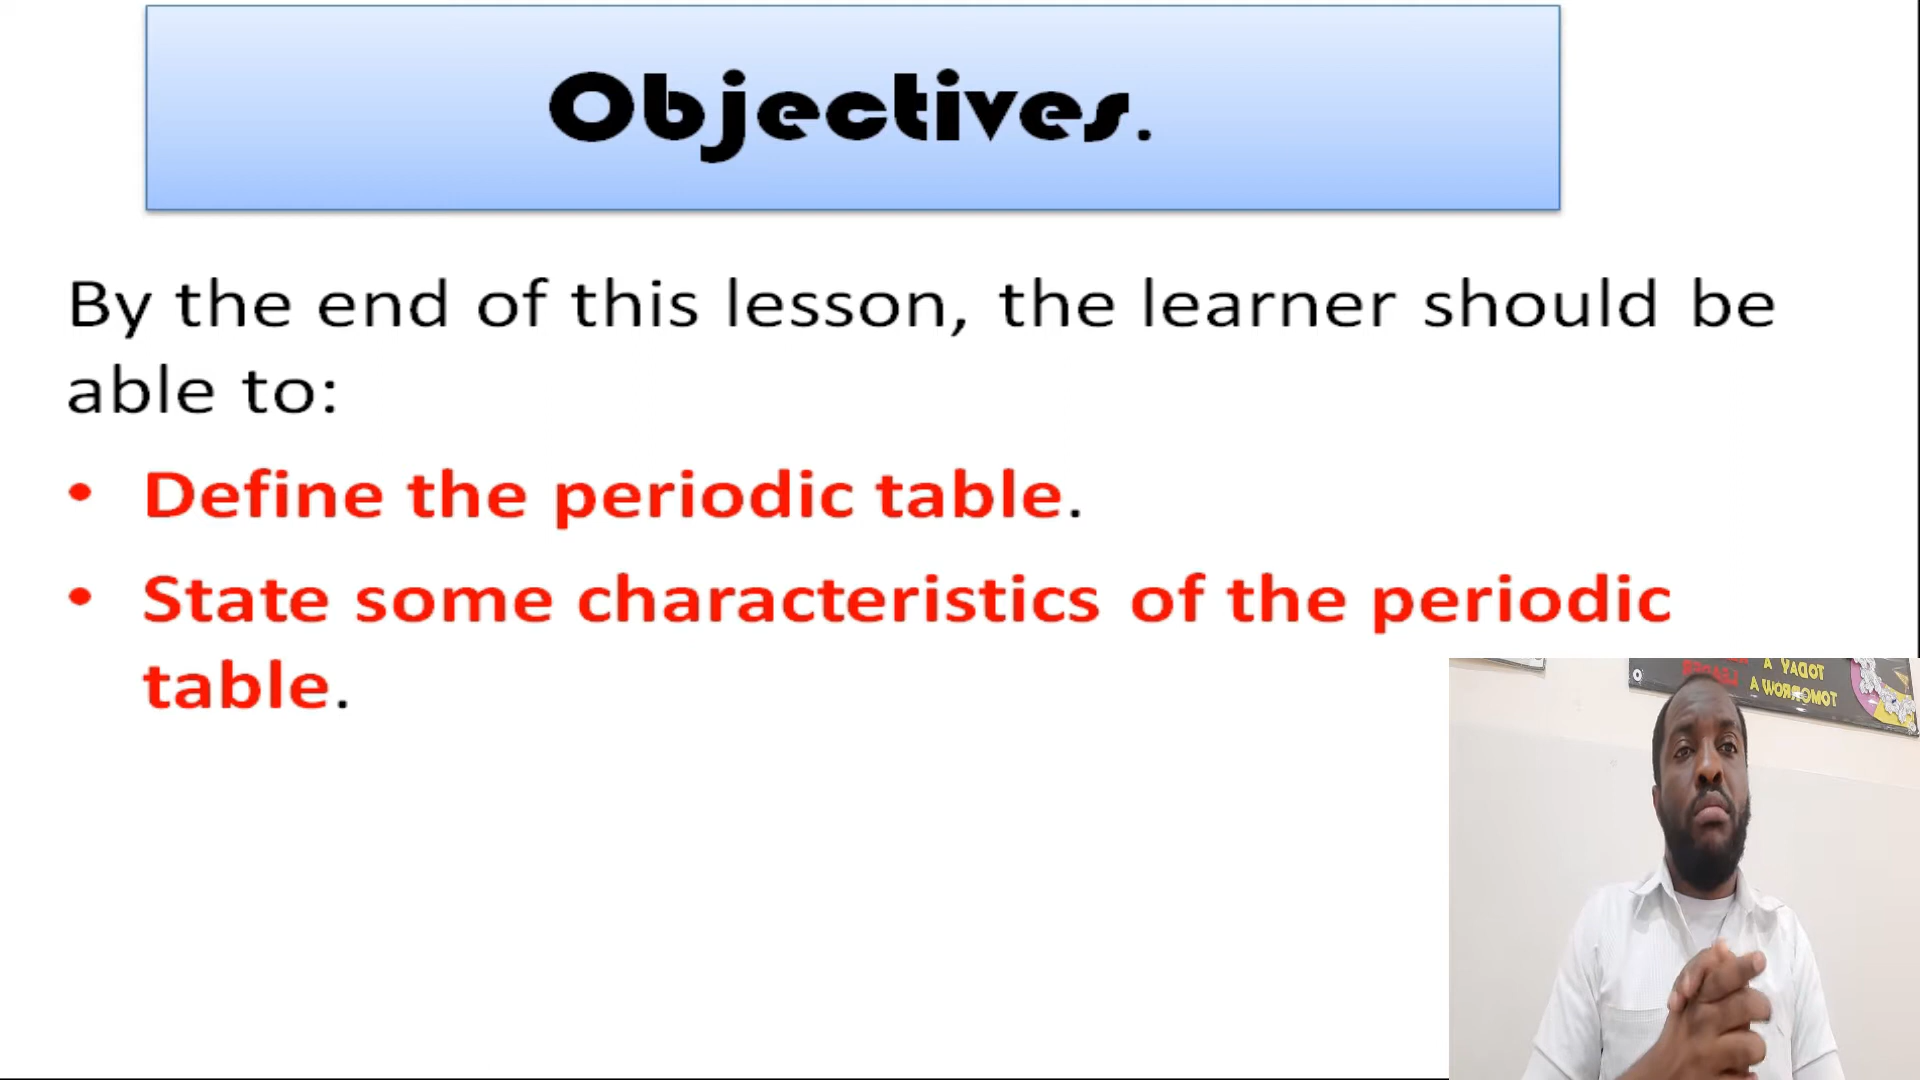 Objectives.
By the end of this lesson, the learner should be
able to:
• Define the periodic table.
• State some characteristics of the periodic
table.
TODAY A
LEADER
TOMORROW A